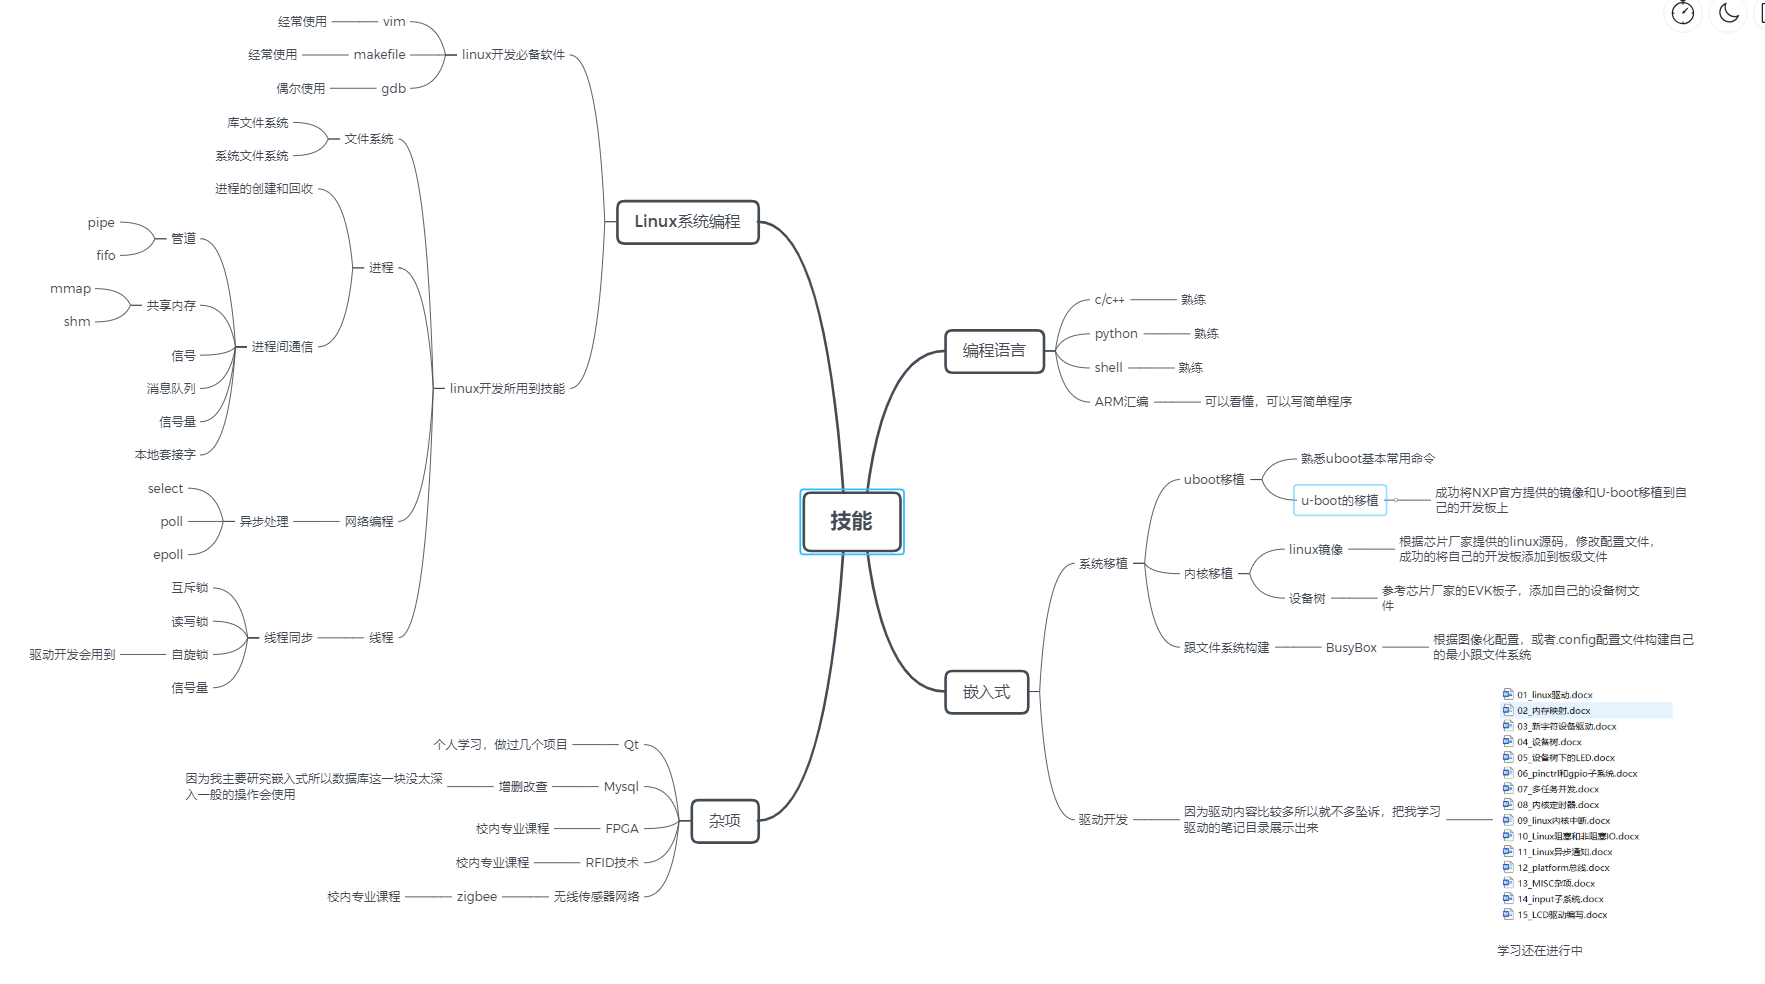 技能
Linux系统编程
linux开发必备软件
vim
经常使用
makefile
经常使用
gdb
偶尔使用
linux开发所用到技能
文件系统
库文件系统
系统文件系统
进程
进程的创建和回收
进程间通信
管道
pipe
fifo
共享内存
mmap
shm
信号
消息队列
信号量
本地套接字
网络编程
异步处理
select
poll
epoll
线程
线程同步
互斥锁
读写锁
自旋锁
驱动开发会用到
信号量
杂项
Qt
个人学习，做过几个项目
Mysql
增删改查
因为我主要研究嵌入式所以数据库这一块没太深
入一般的操作会使用
FPGA
校内专业课程
RFID技术
校内专业课程
无线传感器网络
zigbee
校内专业课程
编程语言
c/c++
熟练
python
熟练
shell
熟练
ARM汇编
可以看懂，可以写简单程序
嵌入式
系统移植
uboot移植
熟悉uboot基本常用命令
u-boot的移植
成功将NXP官方提供的镜像和U-boot移植到自
己的开发板上
内核移植
linux镜像
根据芯片厂家提供的linux源码，修改配置文件，
成功的将自己的开发板添加到板级文件
设备树
参考芯片厂家的EVK板子，添加自己的设备树文
件
跟文件系统构建
BusyBox
根据图像化配置，或者.config配置文件构建自己
的最小跟文件系统
驱动开发
因为驱动内容比较多所以就不多坠诉，把我学习
驱动的笔记目录展示出来
01_linux驱动.docx
02_内存映射.docx
03_新字符设备驱动.docx
04_设备树.docx
05_设备树下的LED.docx
06_pinctrl和gpio子系统.docx
07_多任务并发.docx
08_内核定时器.docx
09_linux内核中断.docx
10_Linux阻塞和非阻塞IO.docx
11_Linux异步通知.docx
12_platform总线.docx
13_MISC杂项.docx
14_input子系统.docx
15_LCD驱动编写.docx
学习还在进行中